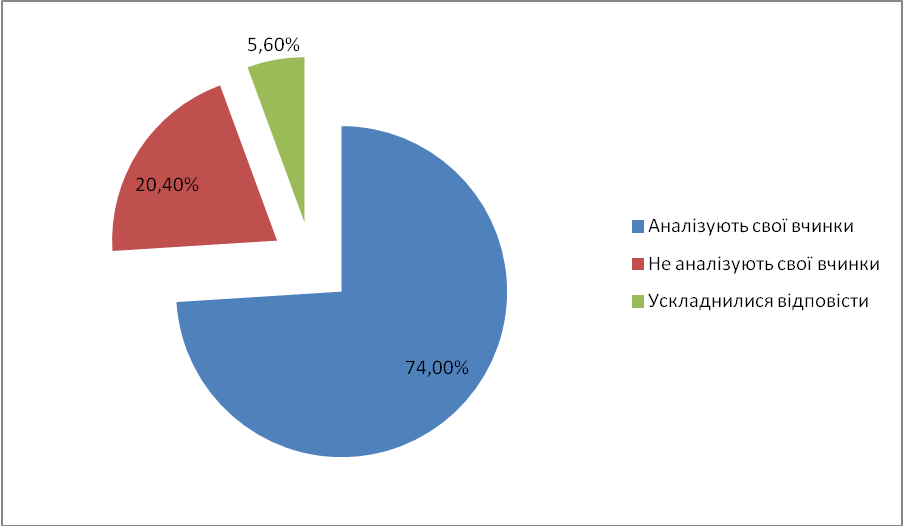 5,60%
20,40%
74,00%
Аналізують свої вчинки
Не аналізують свої вчинки
Ускладнилися відповісти